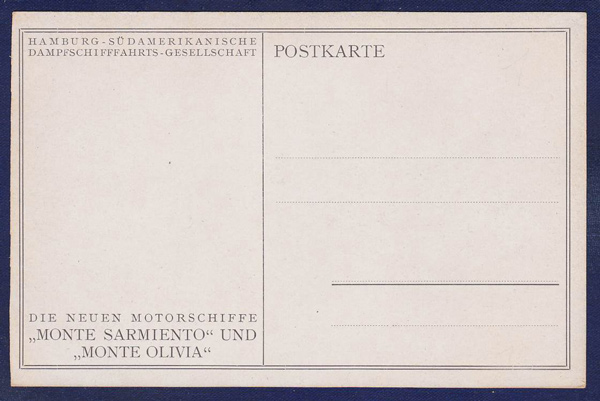 HAMBURG-SÜDAMERIKANISCHE
DAMPFSCHIFFFAHRTS-GESELLSCHAFT
POSTKARTE
DIE NEUEN MOTORSCHIFFE
„MONTE SARMIENTO“ UND
„MONTE OLIVIA“